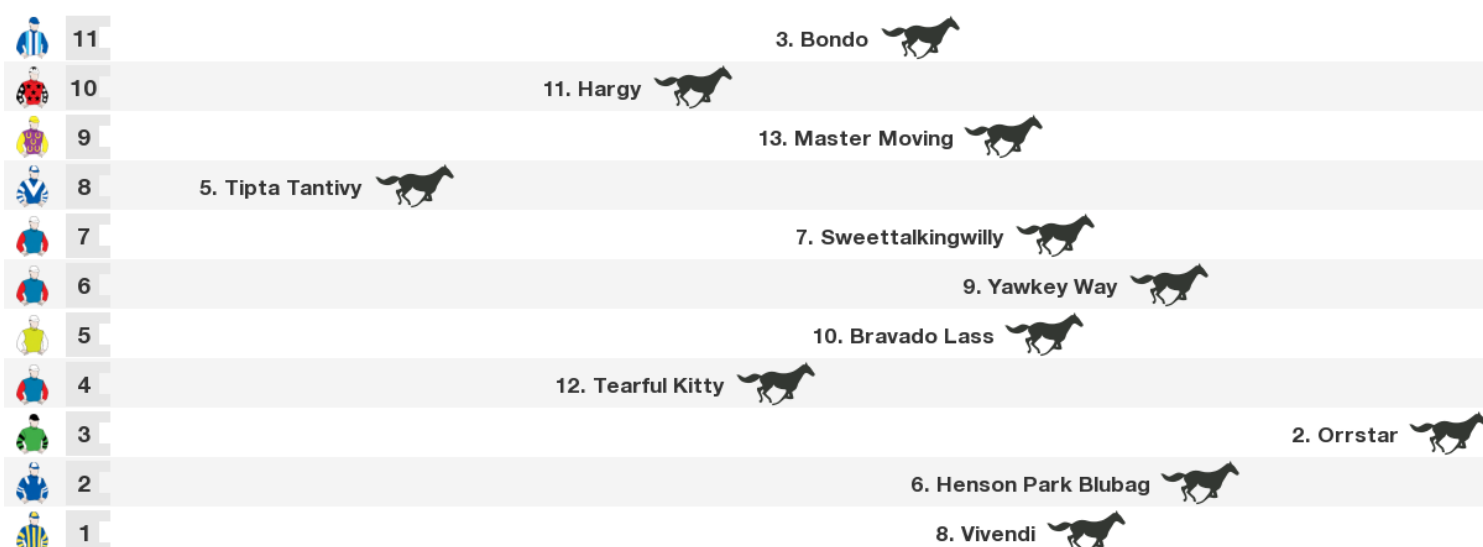 11 3. Bondo
10 11. Hargy
9 13. Master Moving
8 5. Tipta Tantivy
7 7. Sweettalkingwilly
6 9. Yawkey Way
5 10. Bravado Lass
4 12. Tearful Kitty
3 2. Orrstar
2 6. Henson Park Blubag
1 8. Vivendi